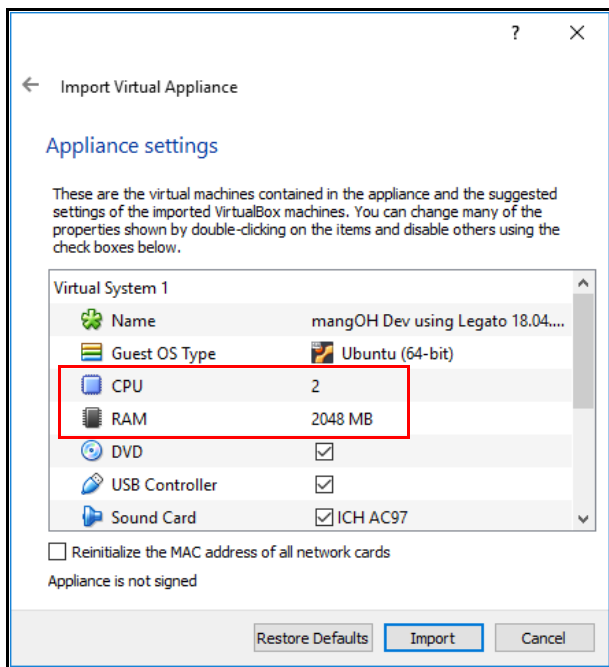 ?
Import Virtual Appliance
Appliance settings
These are the virtual machines contained in the appliance and the suggested
settings of the imported VirtualBox machines. You can change many of the
properties shown by double-clicking on the items and disable others using the
check boxes below.
Virtual System 1
Name mangOH Dev using Legato 18.04....
Guest OS Type Ubuntu (64-bit)
CPU 2
RAM 2048 MB
DVD
USB Controller
Sound Card ICH AC97
Reinitialize the MAC address of all network cards
Appliance is not signed
Restore Defaults Import Cancel